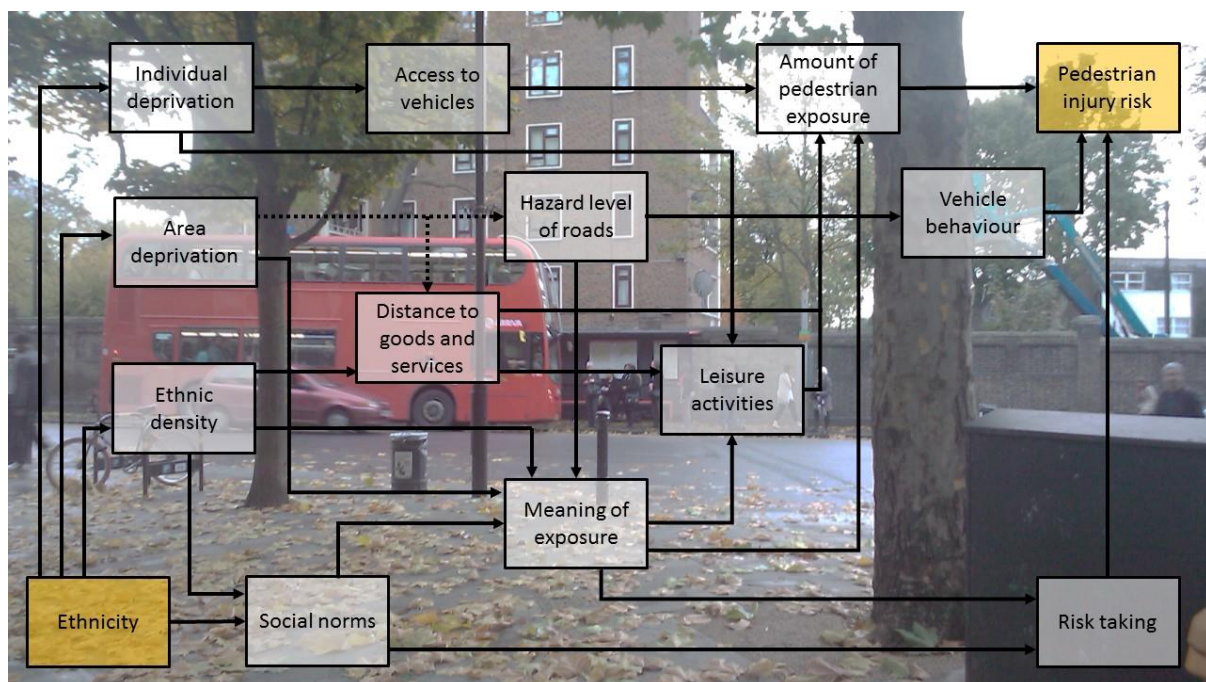 Individual
deprivation
Access to
vehicles
Amount of
pedestrian
exposure
Pedestrian
injury risk
Area
deprivation
Hazard level
of roads
Vehicle
behaviour
Distance to
goods and
services
Ethnic
density
Leisure
activities
Meaning of
exposure
Ethnicity
Social norms
Risk taking